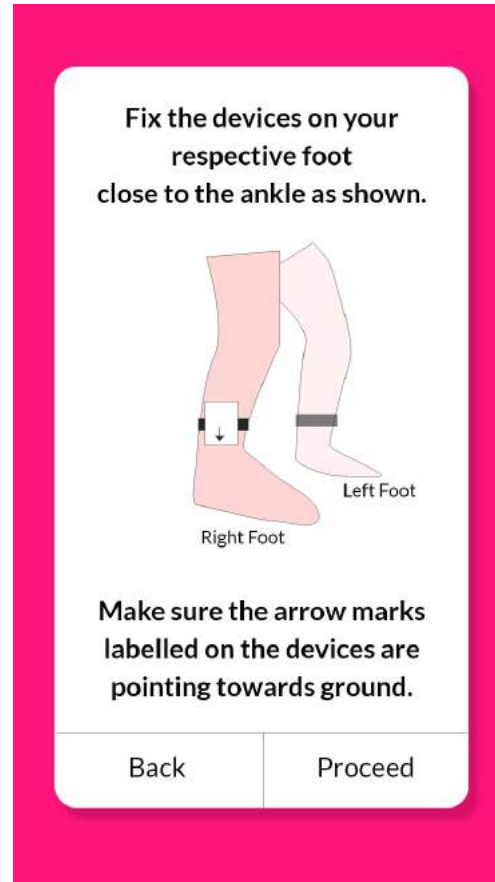 Fix the devices on your
respective foot
close to the ankle as shown.
Left Foot
Right Foot
Make sure the arrow marks
labelled on the devices are
pointing towards ground.
Back
Proceed